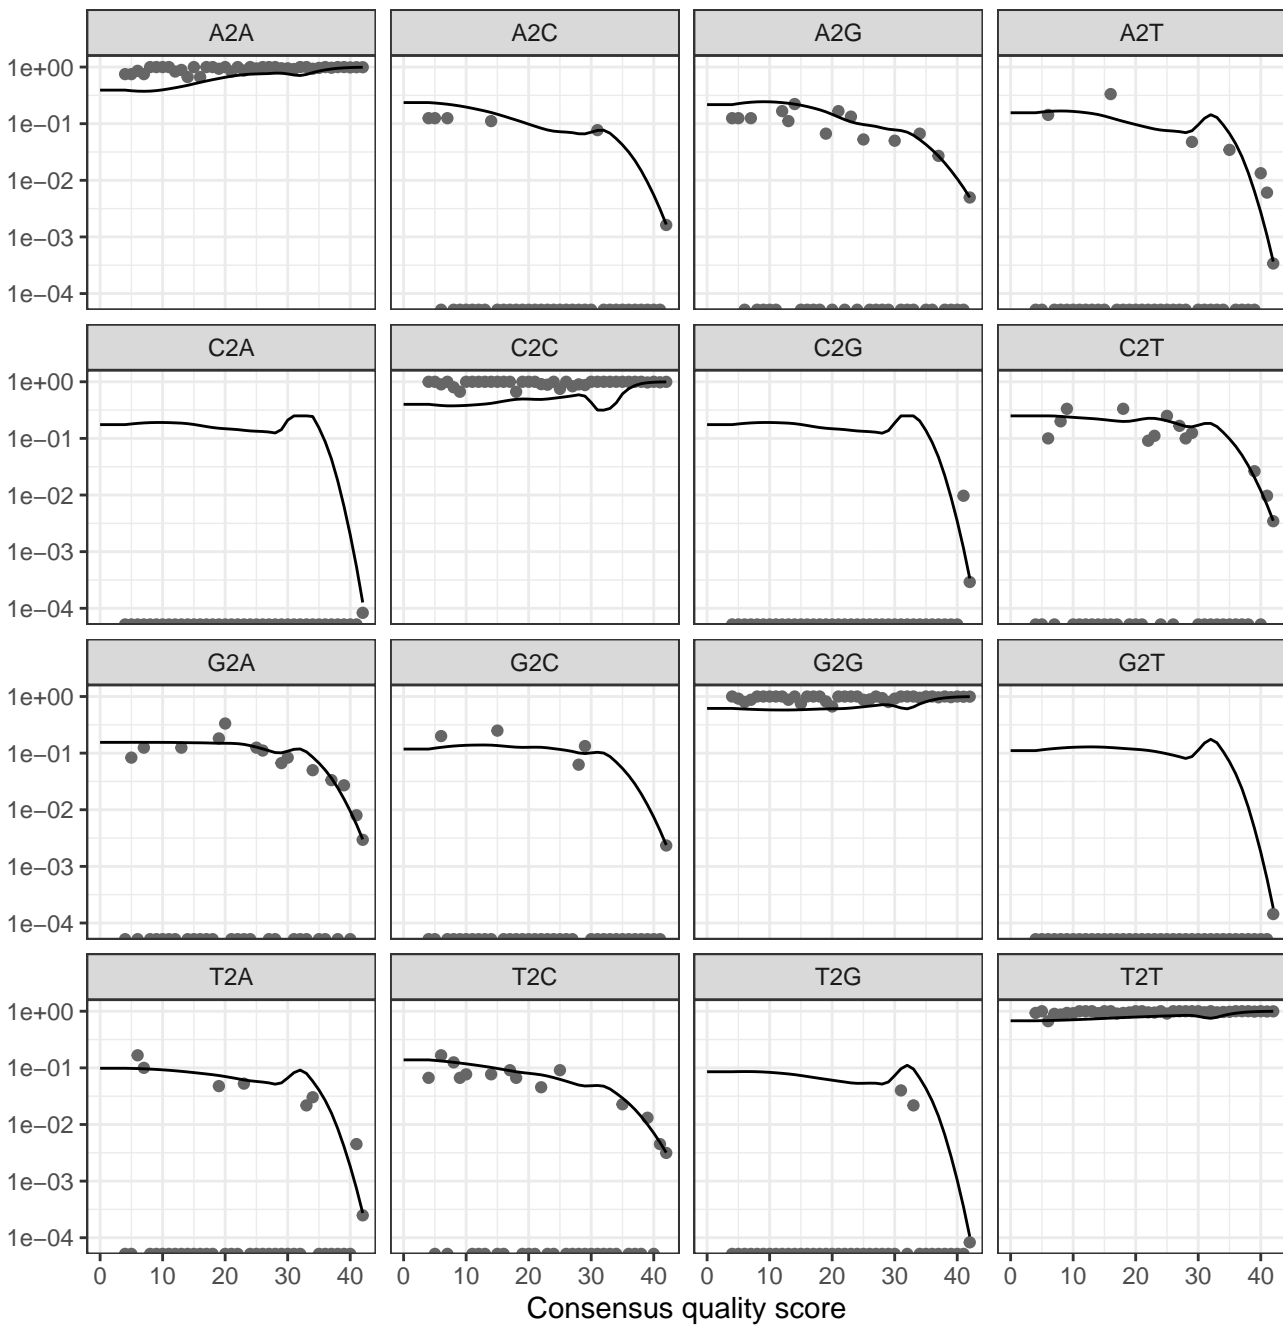 A2A A2C A2G A2T
1e+00
1e−01
1e−02
1e−03
1e−04
C2A C2C C2G C2T
1e+00
1e−01
1e−02
1e−03
1e−04
G2A G2C G2G G2T
1e+00
1e−01
1e−02
1e−03
1e−04
T2A T2C T2G T2T
1e+00
1e−01
1e−02
1e−03
1e−04
0 10 20 30 40 0 10 20 30 40 0 10 20 30 40 0 10 20 30 40
Consensus quality score